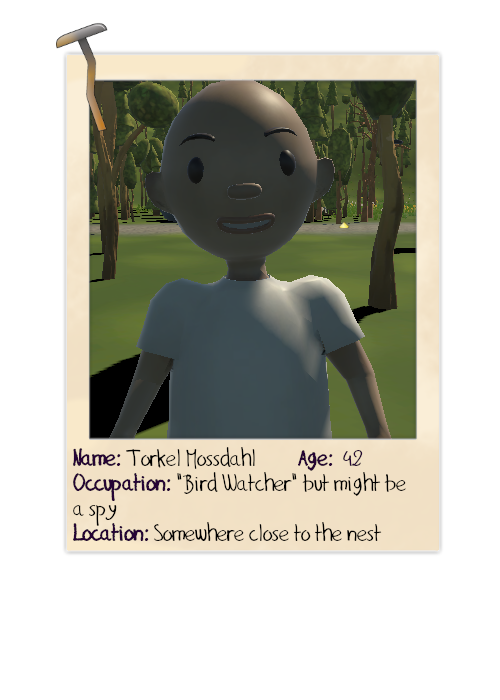 Name: Torkel Mossdahl Age: 42
Occupation: "Bird Watcher" but might be
a spy
Location: Somewhere close to the nest